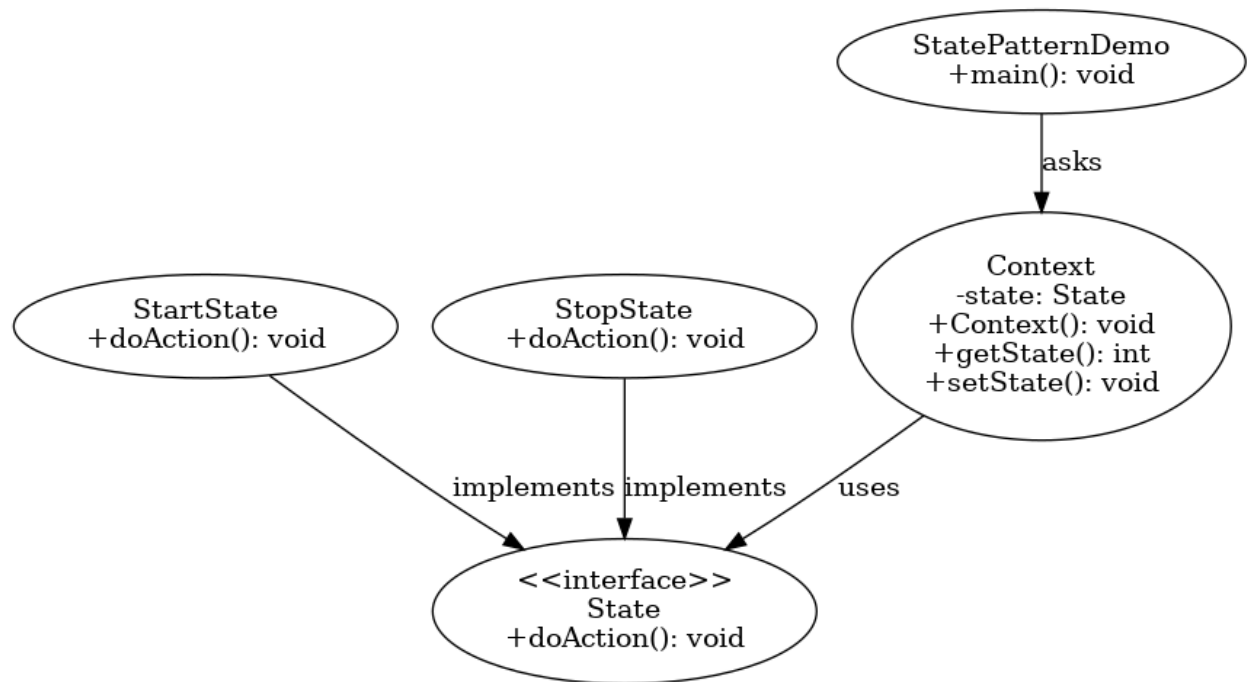 StatePatternDemo
+main(): void
asks
Context
-state: State
+Context(): void
+getState(): int
+setState(): void
StartState
+doAction(): void
StopState
+doAction(): void
implements
implements
uses
<<interface>>
State
+doAction(): void